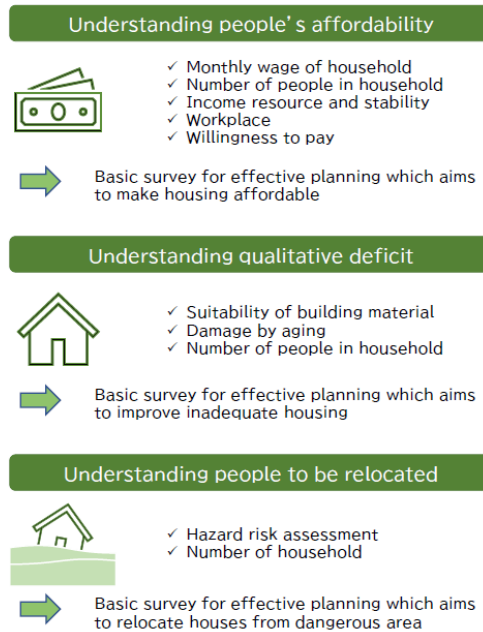 Understanding people's affordability
✓ Monthly wage of household
✓ Number of people in household
✓ Income resource and stability
✓ Workplace
✓ Willingness to pay
Basic survey for effective planning which aims
to make housing affordable
Understanding qualitative deficit
✓ Suitability of building material
✓ Damage by aging
✓ Number of people in household
Basic survey for effective planning which aims
to improve inadequate housing
Understanding people to be relocated
✓ Hazard risk assessment
✓ Number of household
Basic survey for effective planning which aims
to relocate houses from dangerous area